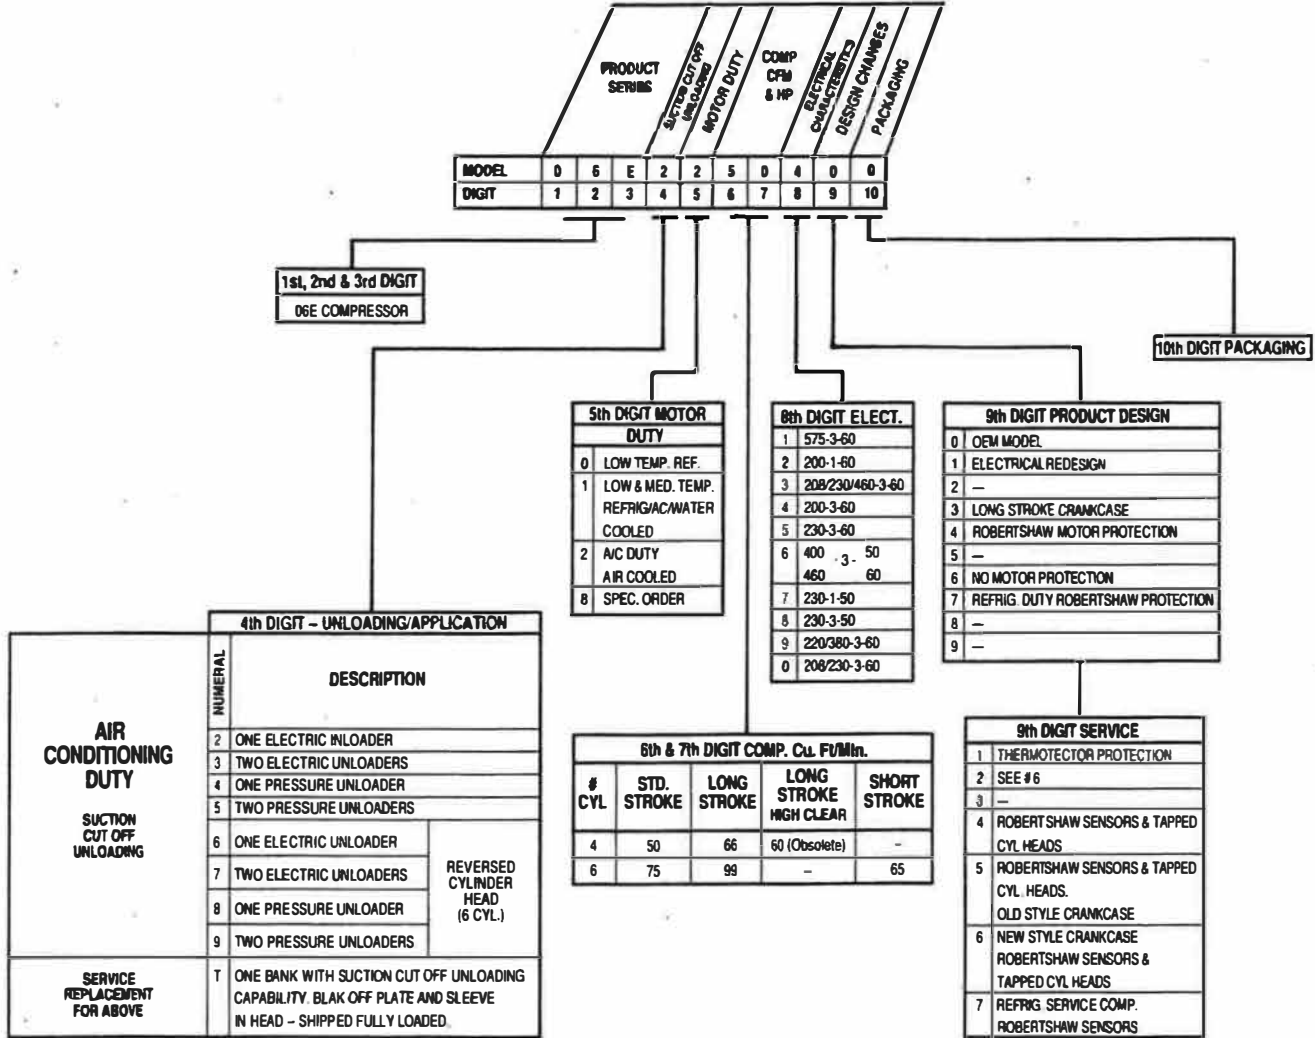 PRODUCT
SERIES
SUCTION CUT OFF
UNLOADING
MOTOR DUTY
COMP
CFM
& HP
ELECTRICAL
CHARACTERISTICS
DESIGN CHANGES
PACKAGING
MODEL 0 6 E 2 2 5 0 4 0 0
DIGIT 1 2 3 4 5 6 7 8 9 10
1st, 2nd & 3rd DIGIT
06E COMPRESSOR
10th DIGIT PACKAGING
5th DIGIT MOTOR
DUTY
0 LOW TEMP. REF.
1 LOW & MED. TEMP.
REFRIG/AC/WATER
COOLED
2 A/C DUTY
AIR COOLED
8 SPEC. ORDER
8th DIGIT ELECT.
1 575-3-60
2 200-1-60
3 208/230/460-3-60
4 200-3-60
5 230-3-60
6 400 -3- 50
460 60
7 230-1-50
8 230-3-50
9 220/380-3-60
0 208/230-3-60
9th DIGIT PRODUCT DESIGN
0 OEM MODEL
1 ELECTRICAL REDESIGN
2 —
3 LONG STROKE CRANKCASE
4 ROBERTSHAW MOTOR PROTECTION
5 —
6 NO MOTOR PROTECTION
7 REFRIG. DUTY ROBERTSHAW PROTECTION
8 —
9 —
4th DIGIT – UNLOADING/APPLICATION
NUMERAL
DESCRIPTION
AIR
CONDITIONING
DUTY
SUCTION
CUT OFF
UNLOADING
2 ONE ELECTRIC INLOADER
3 TWO ELECTRIC UNLOADERS
4 ONE PRESSURE UNLOADER
5 TWO PRESSURE UNLOADERS
6 ONE ELECTRIC UNLOADER
7 TWO ELECTRIC UNLOADERS
8 ONE PRESSURE UNLOADER
9 TWO PRESSURE UNLOADERS
REVERSED
CYLINDER
HEAD
(6 CYL.)
SERVICE
REPLACEMENT
FOR ABOVE
T ONE BANK WITH SUCTION CUT OFF UNLOADING
CAPABILITY. BLAK OFF PLATE AND SLEEVE
IN HEAD – SHIPPED FULLY LOADED.
6th & 7th DIGIT COMP. Cu. Ft/Min.
# CYL STD. STROKE LONG STROKE LONG STROKE HIGH CLEAR SHORT STROKE
4 50 66 60 (Obsolete) -
6 75 99 – 65
9th DIGIT SERVICE
1 THERMOTECTOR PROTECTION
2 SEE #6
3 —
4 ROBERTSHAW SENSORS & TAPPED
CYL HEADS
5 ROBERTSHAW SENSORS & TAPPED
CYL. HEADS.
OLD STYLE CRANKCASE
6 NEW STYLE CRANKCASE
ROBERTSHAW SENSORS &
TAPPED CYL HEADS
7 REFRIG SERVICE COMP.
ROBERTSHAW SENSORS